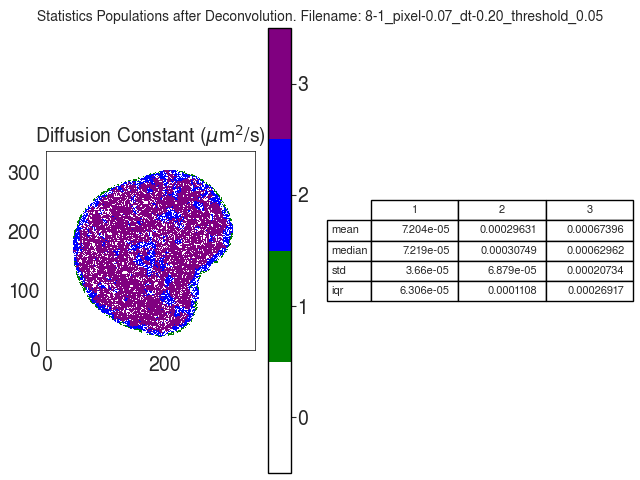 Statistics Populations after Deconvolution. Filename: 8-1_pixel-0.07_dt-0.20_threshold_0.05
Diffusion Constant (μm²/s)
300
200
100
0
0 200
3
2
1
0
1 2 3
mean 7.204e-05 0.00029631 0.00067396
median 7.219e-05 0.00030749 0.00062962
std 3.66e-05 6.879e-05 0.00020734
iqr 6.306e-05 0.0001108 0.00026917